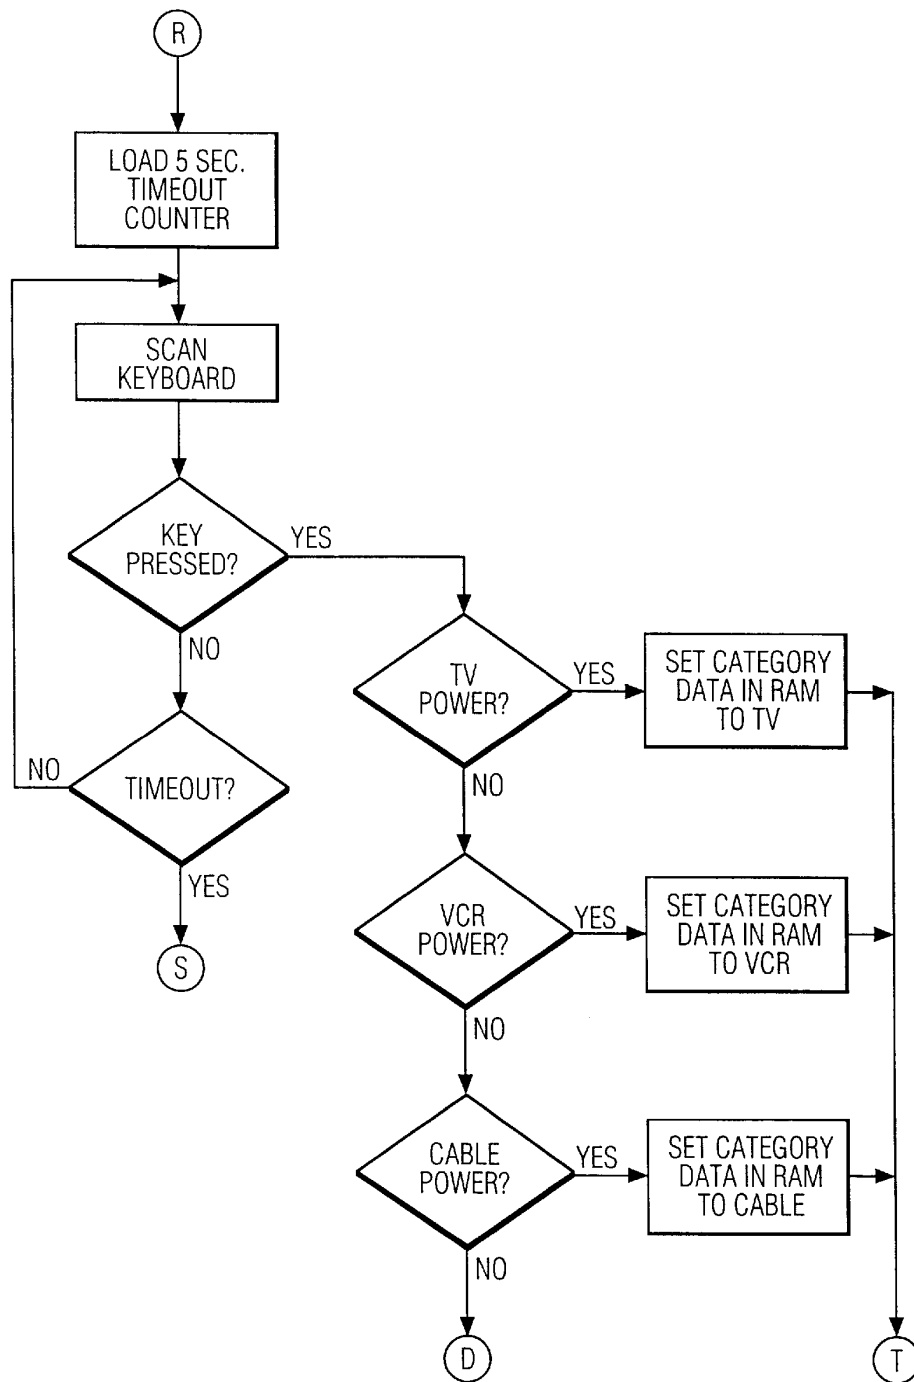 R
LOAD 5 SEC.
TIMEOUT
COUNTER
SCAN
KEYBOARD
KEY
PRESSED?
YES
NO
TIMEOUT?
NO
YES
S
TV
POWER?
YES
SET CATEGORY
DATA IN RAM
TO TV
NO
VCR
POWER?
YES
SET CATEGORY
DATA IN RAM
TO VCR
NO
CABLE
POWER?
YES
SET CATEGORY
DATA IN RAM
TO CABLE
NO
D
T